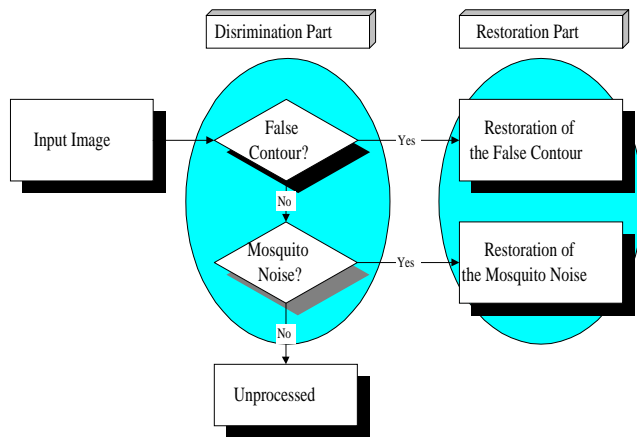 Disrimination Part
Restoration Part
Input Image
False
Contour?
Yes
Restoration of
the False Contour
No
Mosquito
Noise?
Yes
Restoration of
the Mosquito Noise
No
Unprocessed